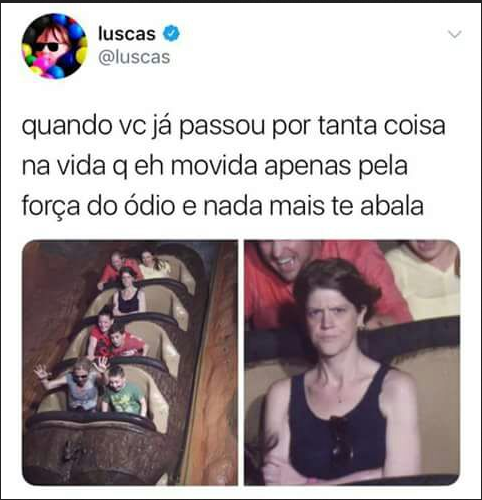 luscas
@luscas
quando vc já passou por tanta coisa
na vida q eh movida apenas pela
força do ódio e nada mais te abala